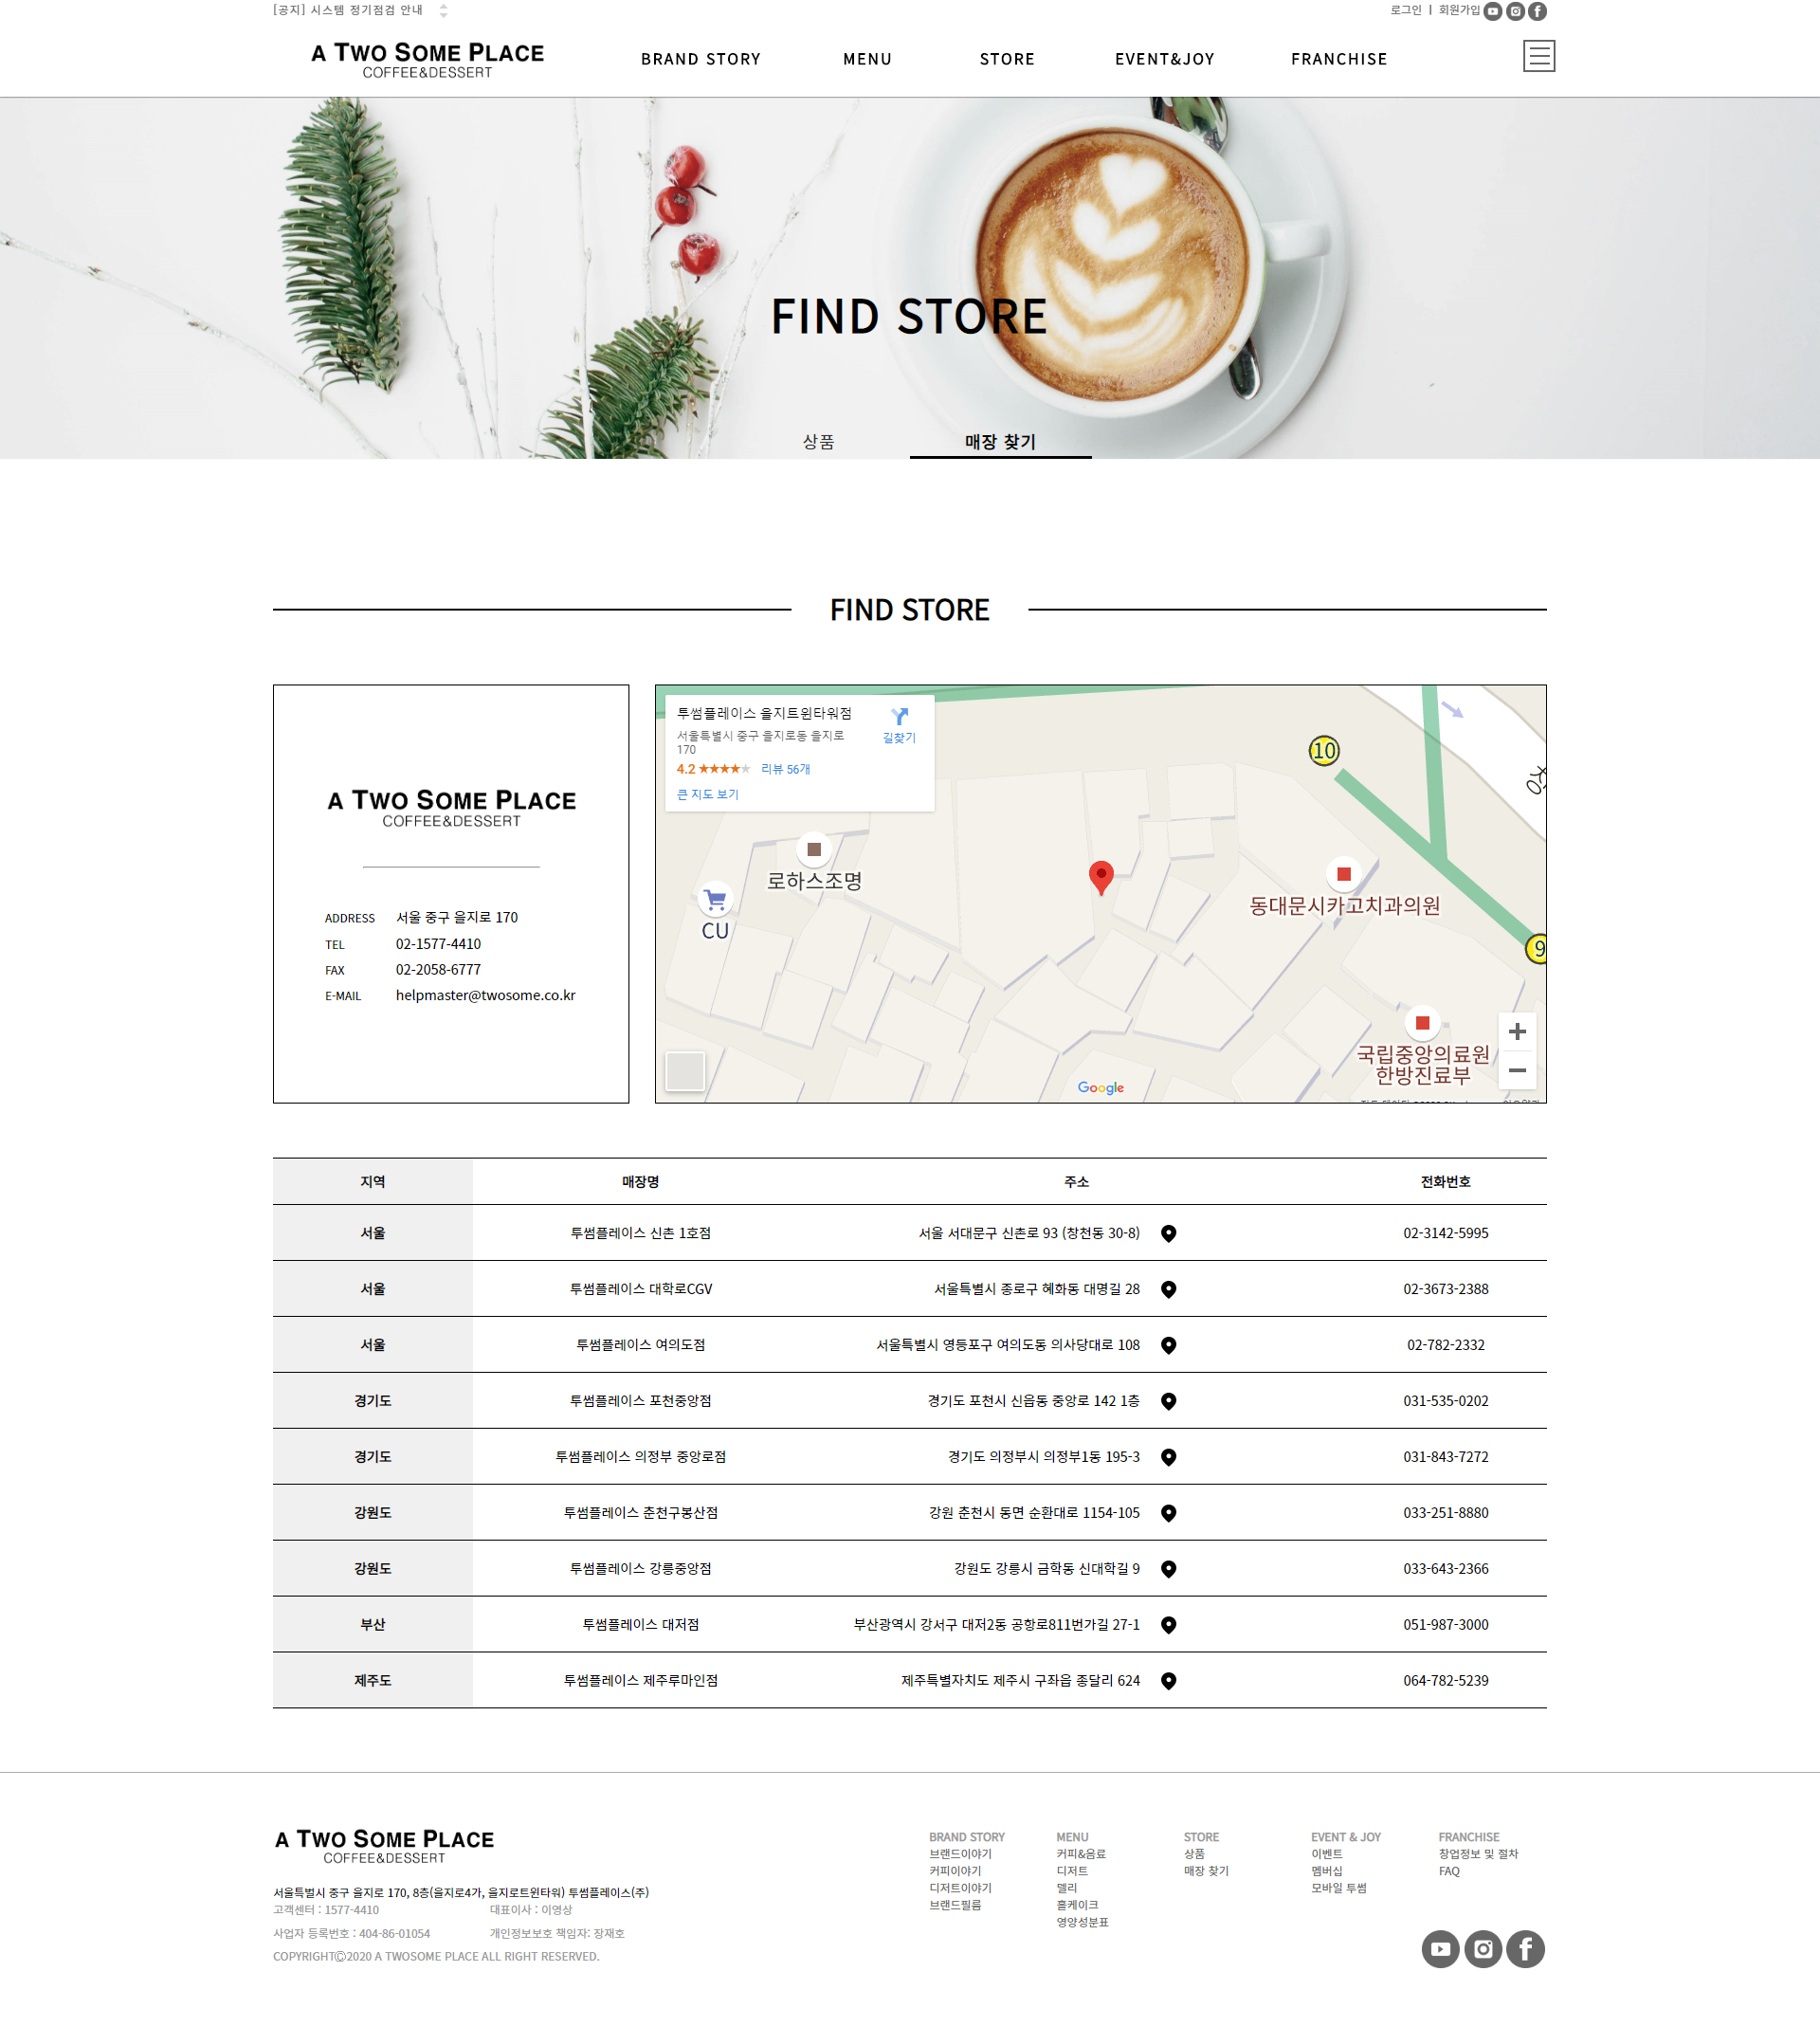 [공지] 시스템 정기점검 안내
로그인 | 회원가입
A TWO SOME PLACE
COFFEE&DESSERT
BRAND STORY MENU STORE EVENT&JOY FRANCHISE
FIND STORE
상품 매장 찾기
FIND STORE
A TWO SOME PLACE
COFFEE&DESSERT
ADDRESS 서울 중구 을지로 170
TEL 02-1577-4410
FAX 02-2058-6777
E-MAIL helpmaster@twosome.co.kr
투썸플레이스 을지트윈타워점
서울특별시 중구 을지로동 을지로
170
길찾기
4.2 리뷰 56개
큰 지도 보기
10
로하스조명
CU
동대문시카고치과의원
9
국립중앙의료원
한방진료부
Google
지역 매장명 주소 전화번호
서울 투썸플레이스 신촌 1호점 서울 서대문구 신촌로 93 (창천동 30-8) 02-3142-5995
서울 투썸플레이스 대학로CGV 서울특별시 종로구 혜화동 대명길 28 02-3673-2388
서울 투썸플레이스 여의도점 서울특별시 영등포구 여의도동 의사당대로 108 02-782-2332
경기도 투썸플레이스 포천중앙점 경기도 포천시 신읍동 중앙로 142 1층 031-535-0202
경기도 투썸플레이스 의정부 중앙로점 경기도 의정부시 의정부1동 195-3 031-843-7272
강원도 투썸플레이스 춘천구봉산점 강원 춘천시 동면 순환대로 1154-105 033-251-8880
강원도 투썸플레이스 강릉중앙점 강원도 강릉시 금학동 신대학길 9 033-643-2366
부산 투썸플레이스 대저점 부산광역시 강서구 대저2동 공항로811번가길 27-1 051-987-3000
제주도 투썸플레이스 제주루마인점 제주특별자치도 제주시 구좌읍 종달리 624 064-782-5239
A TWO SOME PLACE
COFFEE&DESSERT
서울특별시 중구 을지로 170, 8층(을지로4가, 을지로트윈타워) 투썸플레이스(주)
고객센터 : 1577-4410 대표이사 : 이영상
사업자 등록번호 : 404-86-01054 개인정보보호 책임자: 장재호
COPYRIGHT©2020 A TWOSOME PLACE ALL RIGHT RESERVED.
BRAND STORY
브랜드이야기
커피이야기
디저트이야기
브랜드필름
MENU
커피&음료
디저트
델리
홀케이크
영양성분표
STORE
상품
매장 찾기
EVENT & JOY
이벤트
멤버십
모바일 투썸
FRANCHISE
창업정보 및 절차
FAQ